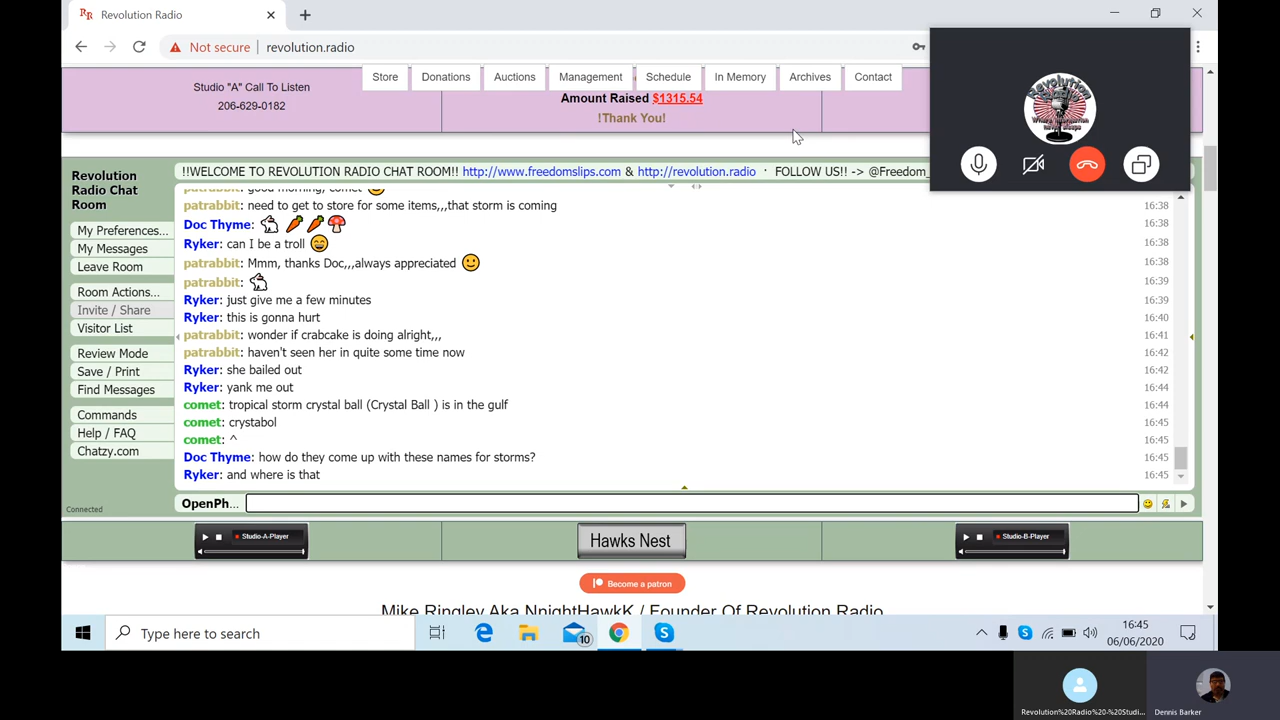 Revolution Radio
Not secure | revolution.radio
Store Donations Auctions Management Schedule In Memory Archives Contact
Studio "A" Call To Listen
206-629-0182
Amount Raised $1315.54
!Thank You!
Revolution
Radio Chat
Room
!!WELCOME TO REVOLUTION RADIO CHAT ROOM!! http://www.freedomslips.com & http://revolution.radio · FOLLOW US!! -> @Freedom_
My Preferences...
My Messages
Leave Room
Room Actions...
Invite / Share
Visitor List
Review Mode
Save / Print
Find Messages
Commands
Help / FAQ
Chatzy.com
Connected
patrabbit: good morning, comet
patrabbit: need to get to store for some items,,,that storm is coming 16:38
Doc Thyme: 16:38
Ryker: can I be a troll 16:38
patrabbit: Mmm, thanks Doc,,,always appreciated 16:38
patrabbit: 16:39
Ryker: just give me a few minutes 16:39
Ryker: this is gonna hurt 16:40
patrabbit: wonder if crabcake is doing alright,,, 16:41
patrabbit: haven't seen her in quite some time now 16:42
Ryker: she bailed out 16:42
Ryker: yank me out 16:44
comet: tropical storm crystal ball (Crystal Ball ) is in the gulf 16:44
comet: crystabol 16:45
comet: ^ 16:45
Doc Thyme: how do they come up with these names for storms? 16:45
Ryker: and where is that 16:45
OpenPh...
Studio-A-Player
Hawks Nest
Studio-B-Player
Become a patron
Mike Ringley Aka NnightHawkK / Founder Of Revolution Radio
Type here to search
10
16:45
06/06/2020
Revolution%20Radio%20-%20Studi...
Dennis Barker